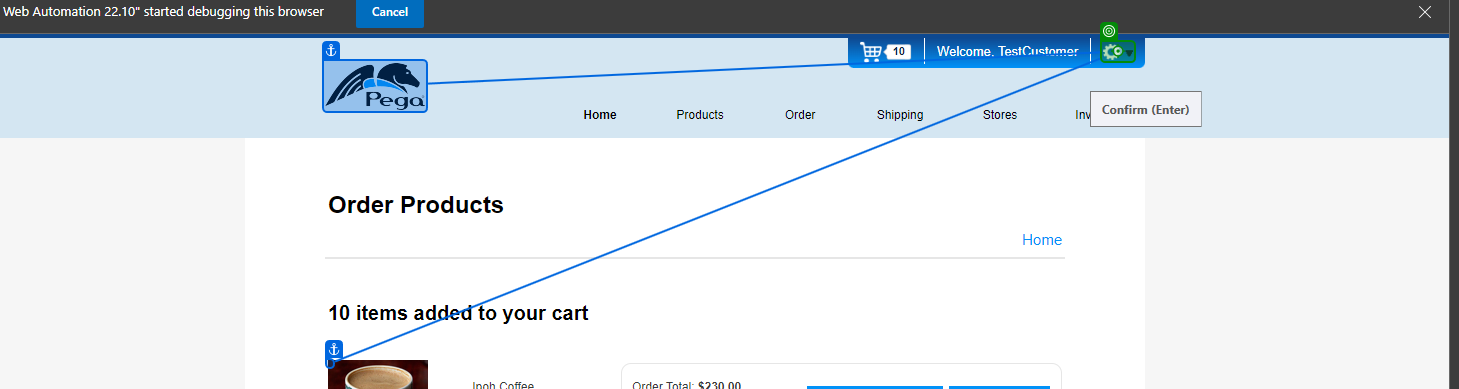 Web Automation 22.10" started debugging this browser
Cancel
10
Welcome, TestCustomer
Pega
Home
Products
Order
Shipping
Stores
Inv
Confirm (Enter)
Order Products
Home
10 items added to your cart
Ipoh Coffee
Order Total: $230.00